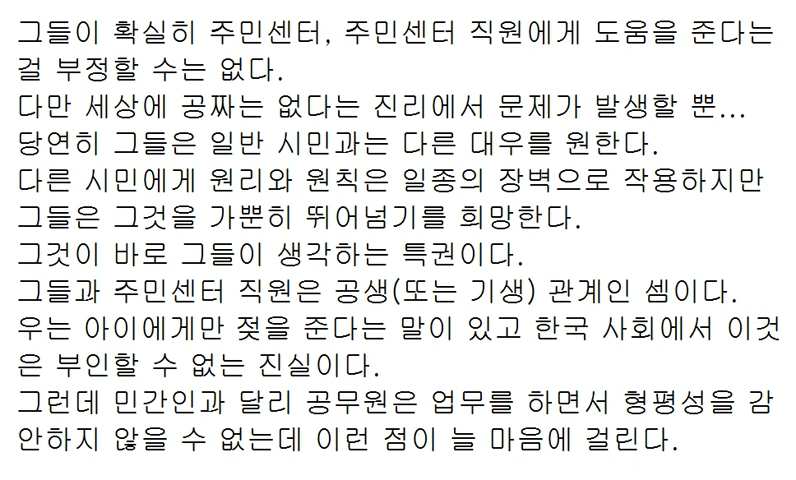 그들이 확실히 주민센터, 주민센터 직원에게 도움을 준다는
걸 부정할 수는 없다.
다만 세상에 공짜는 없다는 진리에서 문제가 발생할 뿐...
당연히 그들은 일반 시민과는 다른 대우를 원한다.
다른 시민에게 원리와 원칙은 일종의 장벽으로 작용하지만
그들은 그것을 가뿐히 뛰어넘기를 희망한다.
그것이 바로 그들이 생각하는 특권이다.
그들과 주민센터 직원은 공생(또는 기생) 관계인 셈이다.
우는 아이에게만 젖을 준다는 말이 있고 한국 사회에서 이것
은 부인할 수 없는 진실이다.
그런데 민간인과 달리 공무원은 업무를 하면서 형평성을 감
안하지 않을 수 없는데 이런 점이 늘 마음에 걸린다.